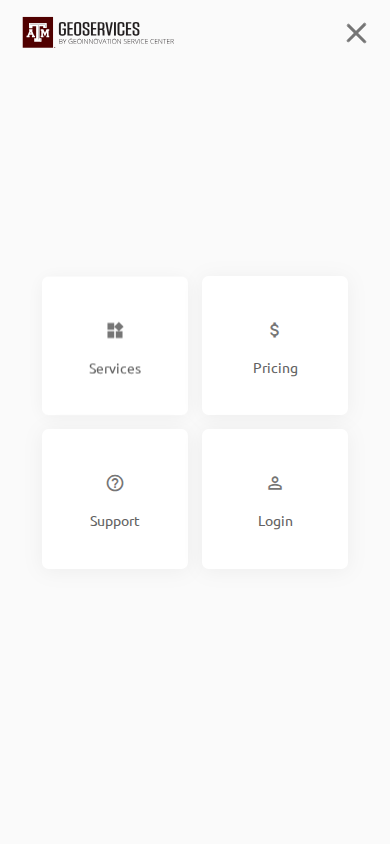 ATM GEOSERVICES
BY GEOINNOVATION SERVICE CENTER
Services
Pricing
Support
Login